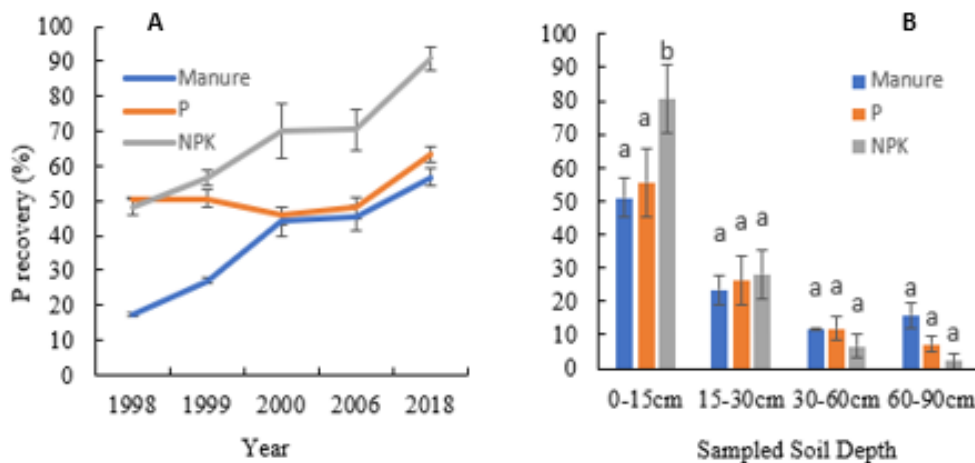 A
100
90
80
70
60
50
40
30
20
10
0
P recovery (%)
Manure
P
NPK
1998 1999 2000 2006 2018
Year
B
100
90
80
70
60
50
40
30
20
10
0
Manure
P
NPK
a a b
a a a
a a a
a a a
0-15cm 15-30cm 30-60cm 60-90cm
Sampled Soil Depth